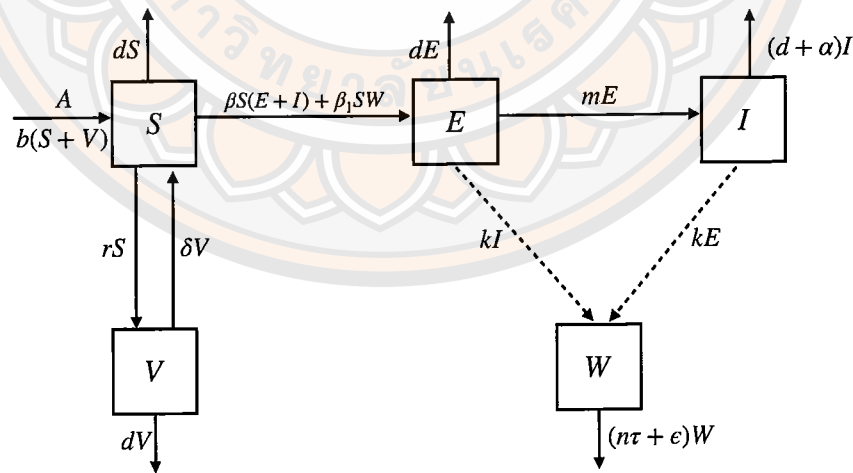 dS
dE
(d + α)I
A
b(S + V)
S
βS(E + I) + β₁SW
E
mE
I
rS
δV
kI
kE
V
W
dV
(nτ + ϵ)W